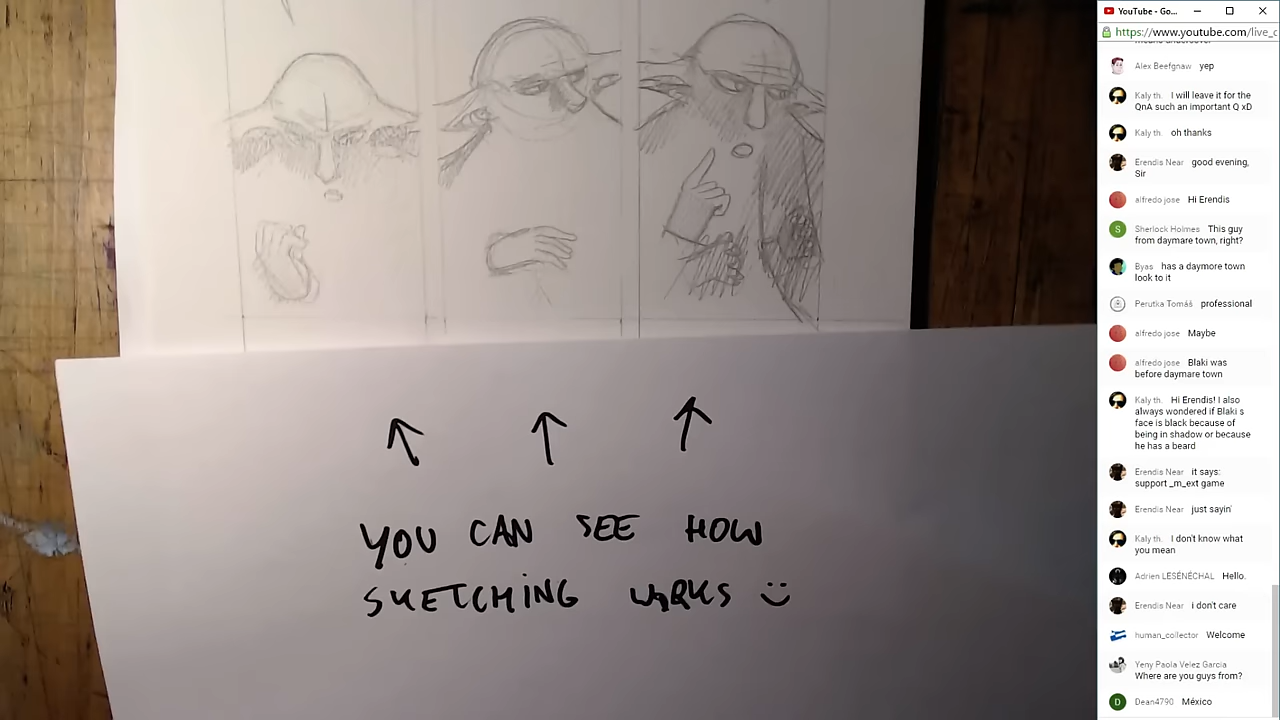 YOU CAN SEE HOW
SKETCHING WORKS
YouTube - Go...
https://www.youtube.com/live_c
Alex Beefgnaw yep
Kaly th. I will leave it for the
QnA such an important Q xD
Kaly th. oh thanks
Erendis Near good evening,
Sir
alfredo jose Hi Erendis
Sherlock Holmes This guy
from daymare town, right?
Byas has a daymore town
look to it
Perutka Tomáš professional
alfredo jose Maybe
alfredo jose Blaki was
before daymare town
Kaly th. Hi Erendis! I also
always wondered if Blaki s
face is black because of
being in shadow or because
he has a beard
Erendis Near it says:
support _m_ext game
Erendis Near just sayin'
Kaly th. I don't know what
you mean
Adrien LESÉNÉCHAL Hello.
Erendis Near i don't care
human_collector Welcome
Yeny Paola Velez Garcia
Where are you guys from?
Dean4790 México